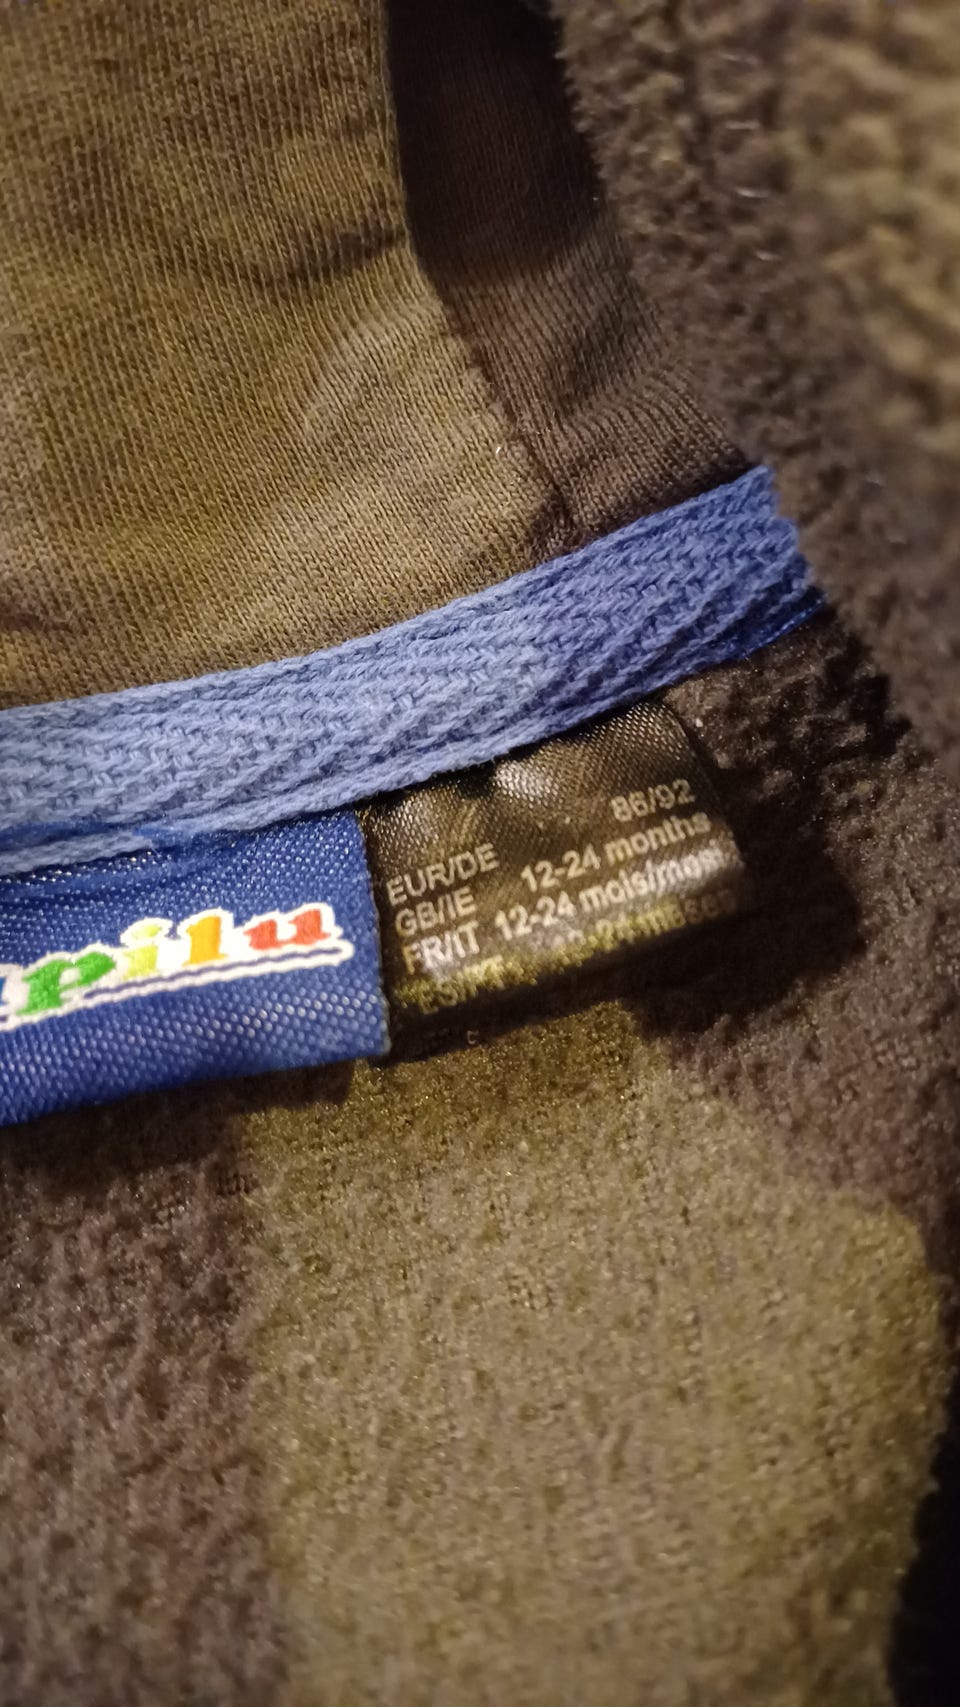 pilu
86/92
EUR/DE 12-24 months
GB/IE 12-24 mois/mesi
FR/IT